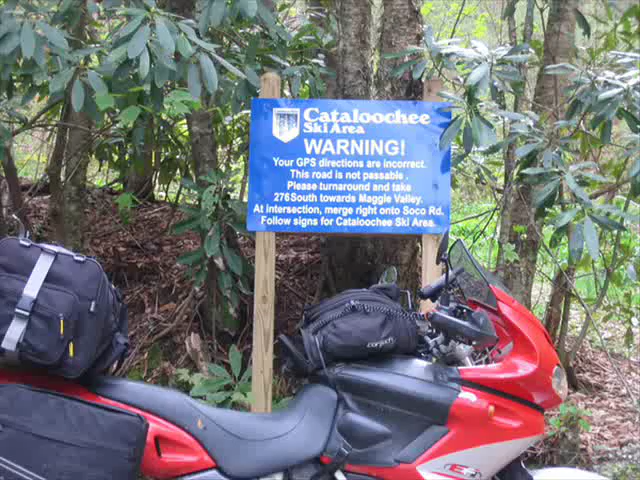 Cataloochee
Ski Area
WARNING!
Your GPS directions are incorrect.
This road is not passable.
Please turnaround and take
276South towards Maggie Valley.
At intersection, merge right onto Soco Rd.
Follow signs for Cataloochee Ski Area.
cortech